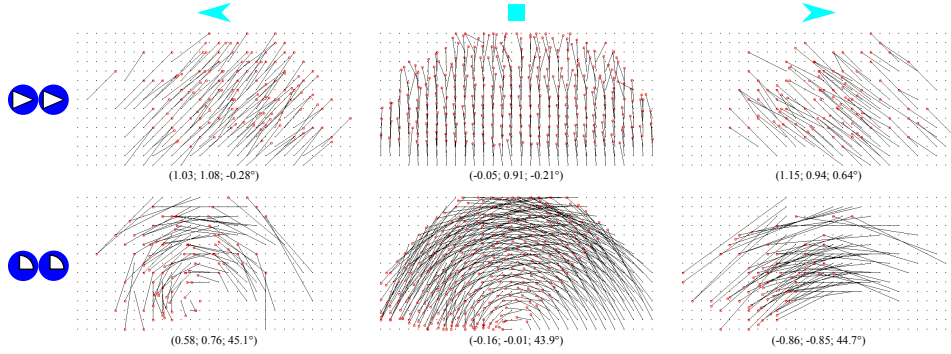 (1.03; 1.08; -0.28°)
(-0.05; 0.91; -0.21°)
(1.15; 0.94; 0.64°)
(0.58; 0.76; 45.1°)
(-0.16; -0.01; 43.9°)
(-0.86; -0.85; 44.7°)